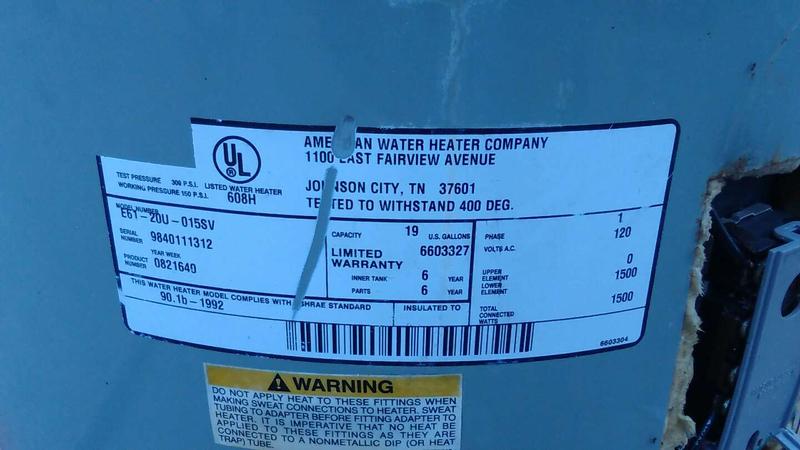 UL
®
LISTED WATER HEATER
608H
AMERICAN WATER HEATER COMPANY
1100 EAST FAIRVIEW AVENUE
JOHNSON CITY, TN 37601
TESTED TO WITHSTAND 400 DEG.
TEST PRESSURE 300 P.S.I.
WORKING PRESSURE 150 P.S.I.
MODEL NUMBER
E61-20U-015SV
SERIAL NUMBER 9840111312
YEAR WEEK
PRODUCT NUMBER 0821640
CAPACITY 19 U.S. GALLONS
LIMITED WARRANTY 6603327
INNER TANK 6 YEAR
PARTS 6 YEAR
PHASE 1
VOLTS A.C. 120
UPPER ELEMENT 0
LOWER ELEMENT 1500
TOTAL CONNECTED WATTS 1500
THIS WATER HEATER MODEL COMPLIES WITH ASHRAE STANDARD
90.1b-1992
INSULATED TO
6603304
WARNING
DO NOT APPLY HEAT TO THESE FITTINGS WHEN
MAKING SWEAT CONNECTIONS TO HEATER. SWEAT
TUBING TO ADAPTER BEFORE FITTING ADAPTER TO
HEATER. IT IS IMPERATIVE THAT NO HEAT BE
APPLIED TO THESE FITTINGS AS THEY ARE
CONNECTED TO A NONMETALLIC DIP (OR HEAT
TRAP) TUBE.